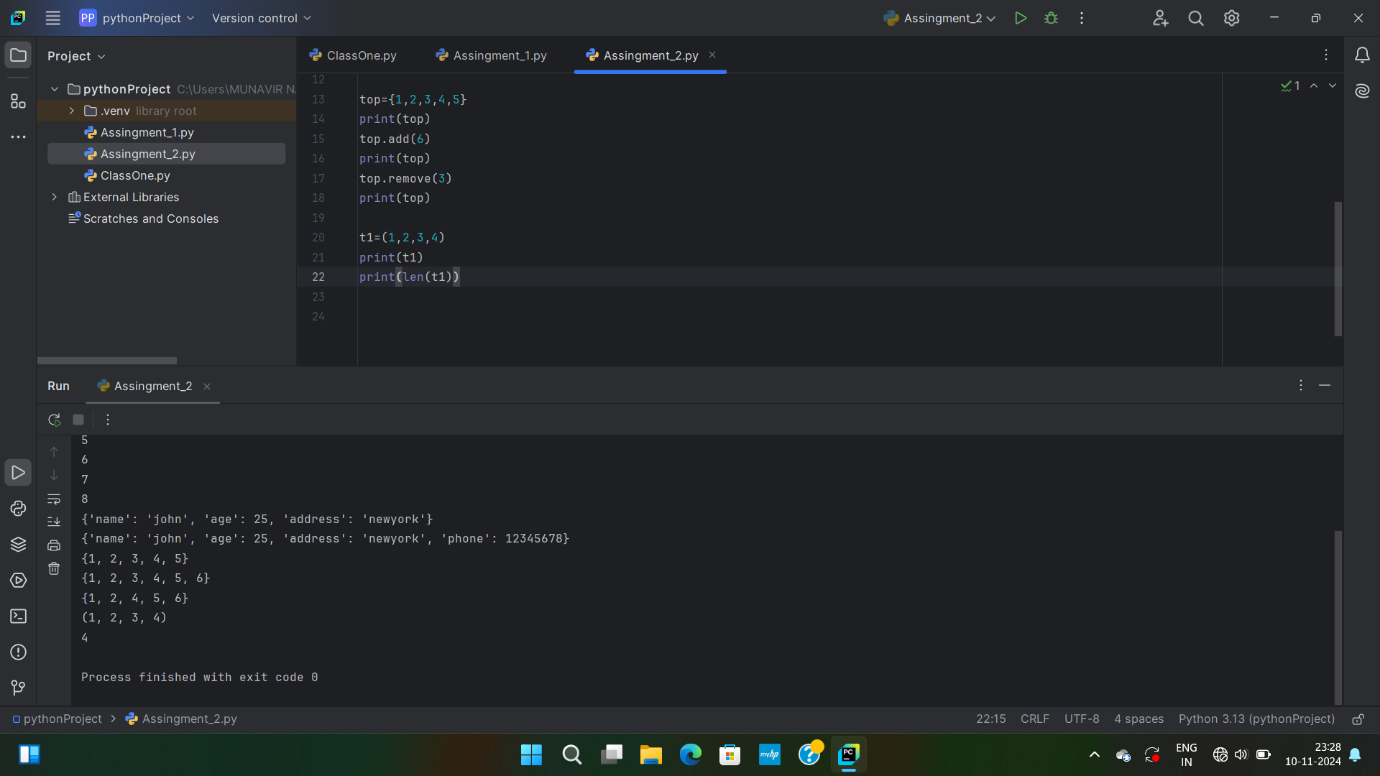 PP pythonProject Version control Assingment_2
Project
ClassOne.py Assingment_1.py Assingment_2.py
pythonProject C:\Users\MUNAVIR N
.venv library root
Assingment_1.py
Assingment_2.py
ClassOne.py
External Libraries
Scratches and Consoles
1
12
13 top={1,2,3,4,5}
14 print(top)
15 top.add(6)
16 print(top)
17 top.remove(3)
18 print(top)
19
20 t1=(1,2,3,4)
21 print(t1)
22 print(len(t1))
23
24
Run Assingment_2
5
6
7
8
{'name': 'john', 'age': 25, 'address': 'newyork'}
{'name': 'john', 'age': 25, 'address': 'newyork', 'phone': 12345678}
{1, 2, 3, 4, 5}
{1, 2, 3, 4, 5, 6}
{1, 2, 4, 5, 6}
(1, 2, 3, 4)
4
Process finished with exit code 0
pythonProject Assingment_2.py 22:15 CRLF UTF-8 4 spaces Python 3.13 (pythonProject)
ENG
IN
23:28
10-11-2024